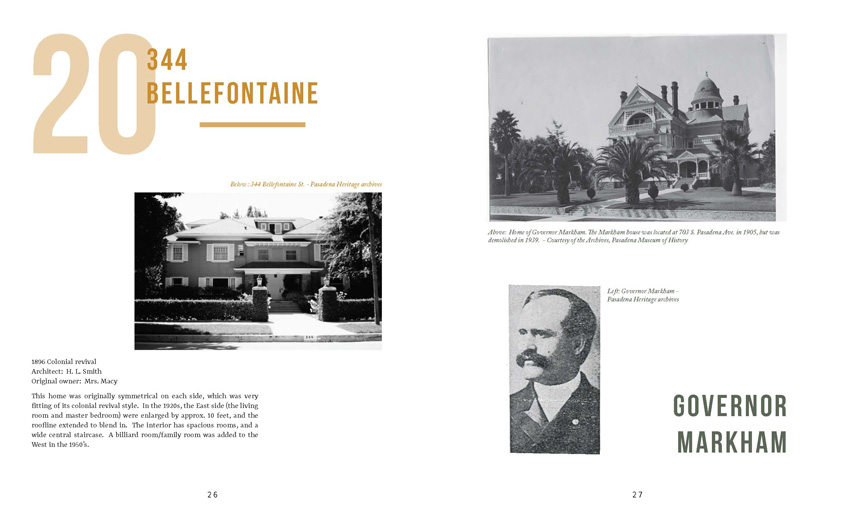 20
344
BELLEFONTAINE
Below: 344 Bellefontaine St. - Pasadena Heritage archives
1896 Colonial revival
Architect: H. L. Smith
Original owner: Mrs. Macy
This home was originally symmetrical on each side, which was very
fitting of its colonial revival style. In the 1920s, the East side (the living
room and master bedroom) were enlarged by approx. 10 feet, and the
roofline extended to blend in. The interior has spacious rooms, and a
wide central staircase. A billiard room/family room was added to the
West in the 1950's.
26
Above: Home of Governor Markham. The Markham house was located at 703 S. Pasadena Ave. in 1905, but was
demolished in 1939. – Courtesy of the Archives, Pasadena Museum of History
Left: Governor Markham –
Pasadena Heritage archives
GOVERNOR
MARKHAM
27